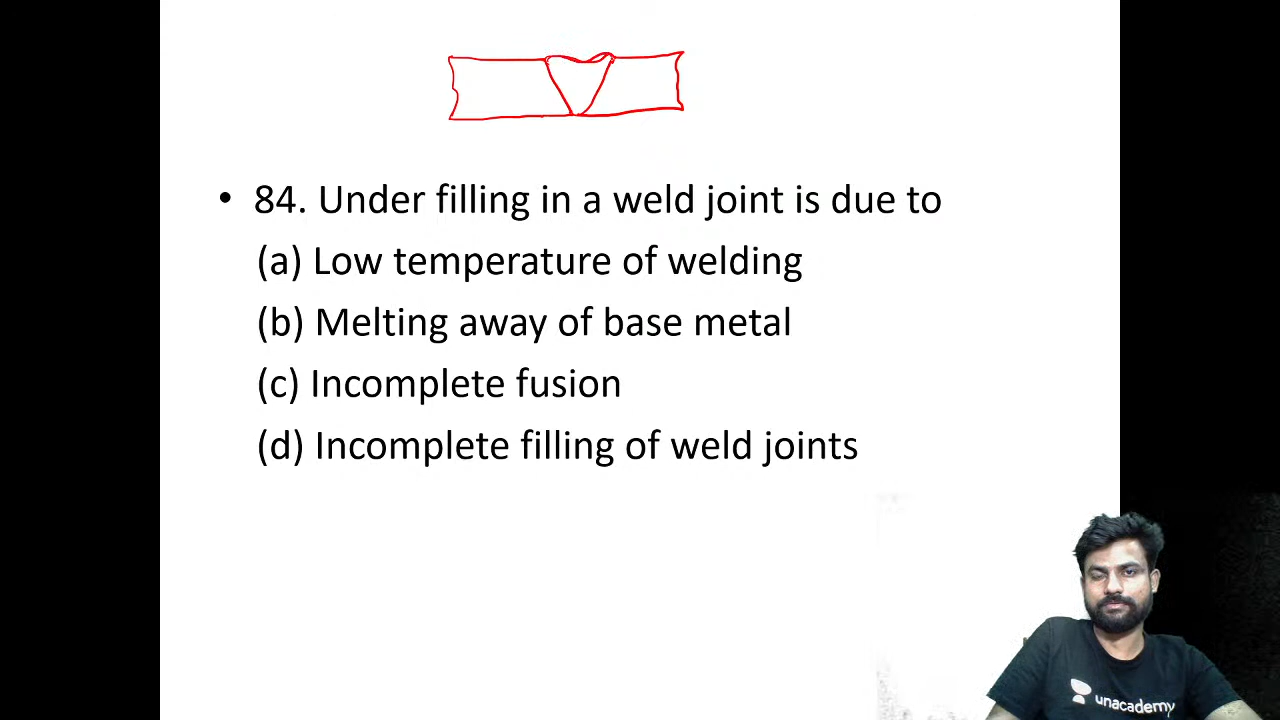 • 84. Under filling in a weld joint is due to
(a) Low temperature of welding
(b) Melting away of base metal
(c) Incomplete fusion
(d) Incomplete filling of weld joints
unacademy